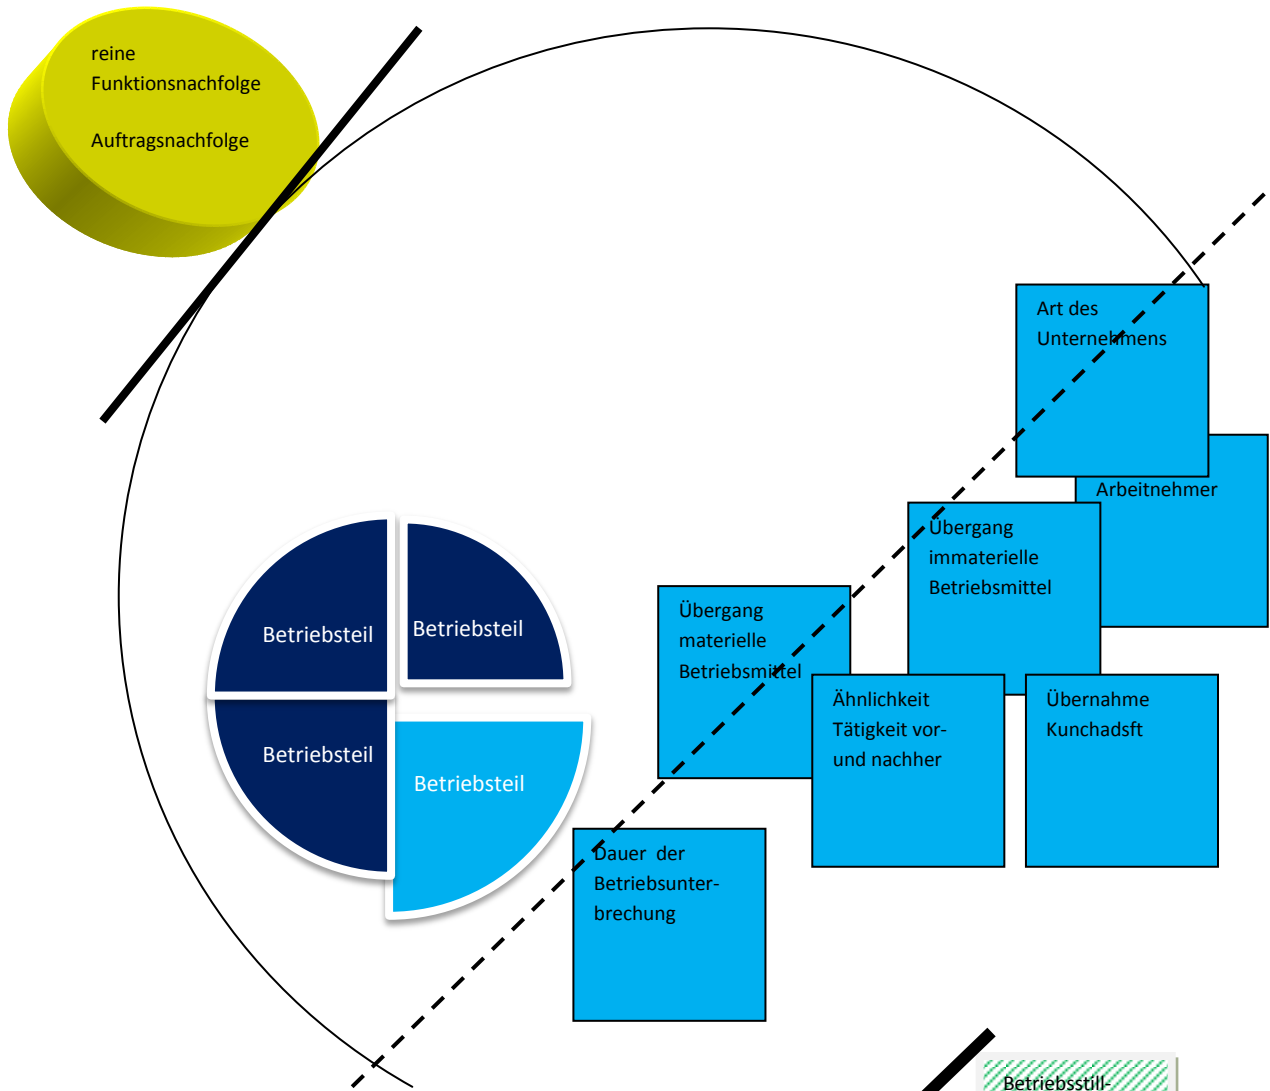 reine
Funktionsnachfolge
Auftragsnachfolge
Art des
Unternehmens
Arbeitnehmer
Übergang
immaterielle
Betriebsmittel
Übergang
materielle
Betriebsmittel
Ähnlichkeit
Tätigkeit vor-
und nachher
Übernahme
Kunchadsft
Dauer der
Betriebsunter-
brechung
Betriebsteil
Betriebsteil
Betriebsteil
Betriebsteil
Betriebsstill-